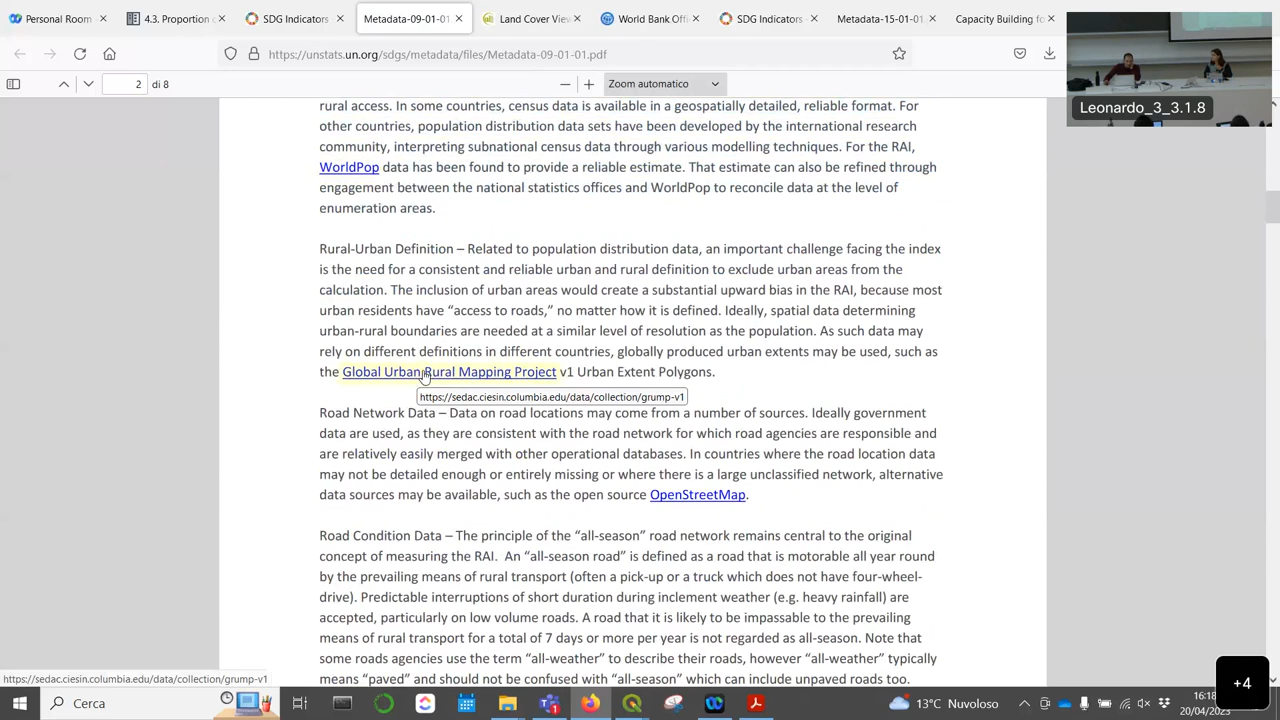 Personal Room
4.3. Proportion o
SDG Indicators
Metadata-09-01-01
Land Cover View
World Bank Off
SDG Indicators
Metadata-15-01-01
Capacity Building fo
https://unstats.un.org/sdgs/metadata/files/Metadata-09-01-01.pdf
2 di 8
Zoom automatico
Leonardo_3_3.1.8
rural access. In some countries, census data is available in a geospatially detailed, reliable format. For
other countries, population distribution data sets have been developed by the international research
community, interpreting subnational census data through various modelling techniques. For the RAI,
WorldPop data has been found to provide a reliable estimate. That estimate can also be refined through
engagement between the national statistics offices and WorldPop to reconcile data at the level of
enumeration areas.
Rural-Urban Definition – Related to population distribution data, an important challenge facing the index
is the need for a consistent and reliable urban and rural definition to exclude urban areas from the
calculation. The inclusion of urban areas would create a substantial upward bias in the RAI, because most
urban residents have “access to roads,” no matter how it is defined. Ideally, spatial data determining
urban-rural boundaries are needed at a similar level of resolution as the population. As such data may
rely on different definitions in different countries, globally produced urban extents may be used, such as
the Global Urban Rural Mapping Project v1 Urban Extent Polygons.
https://sedac.ciesin.columbia.edu/data/collection/grump-v1
Road Network Data – Data on road locations may come from a number of sources. Ideally government
data are used, as they are consistent with the road network for which road agencies are responsible and
are relatively easily merged with other operational databases. In countries where the road location data
may not be detailed enough or entirely missing or where there is a large unclassified network, alternative
data sources may be available, such as the open source OpenStreetMap.
Road Condition Data – The principle of the “all-season” road network remains central to the original
concept of measuring the RAI. An “all-season road” is defined as a road that is motorable all year round
by the prevailing means of rural transport (often a pick-up or a truck which does not have four-wheel-
drive). Predictable interruptions of short duration during inclement weather (e.g. heavy rainfall) are
accepted, particularly on low volume roads. A road that it is likely to be impassable to the prevailing
means of rural transport for a total of 7 days or more per year is not regarded as all-season. Note that
some roads agencies use the term “all-weather” to describe their roads, however “all-weather” typically
means “paved” and should not be confused with “all-season” which can include unpaved roads too.
https://sedac.ciesin.columbia.edu/data/collection/grump-v1
+4
Cerca
13°C Nuvoloso
16:18
20/04/2023